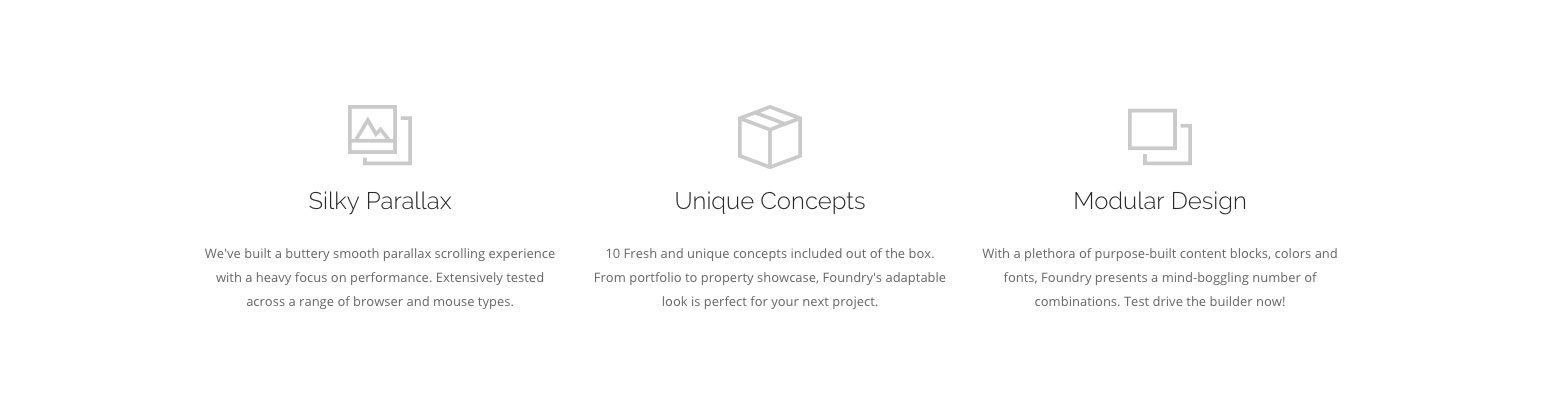 Silky Parallax
We've built a buttery smooth parallax scrolling experience
with a heavy focus on performance. Extensively tested
across a range of browser and mouse types.
Unique Concepts
10 Fresh and unique concepts included out of the box.
From portfolio to property showcase, Foundry's adaptable
look is perfect for your next project.
Modular Design
With a plethora of purpose-built content blocks, colors and
fonts, Foundry presents a mind-boggling number of
combinations. Test drive the builder now!